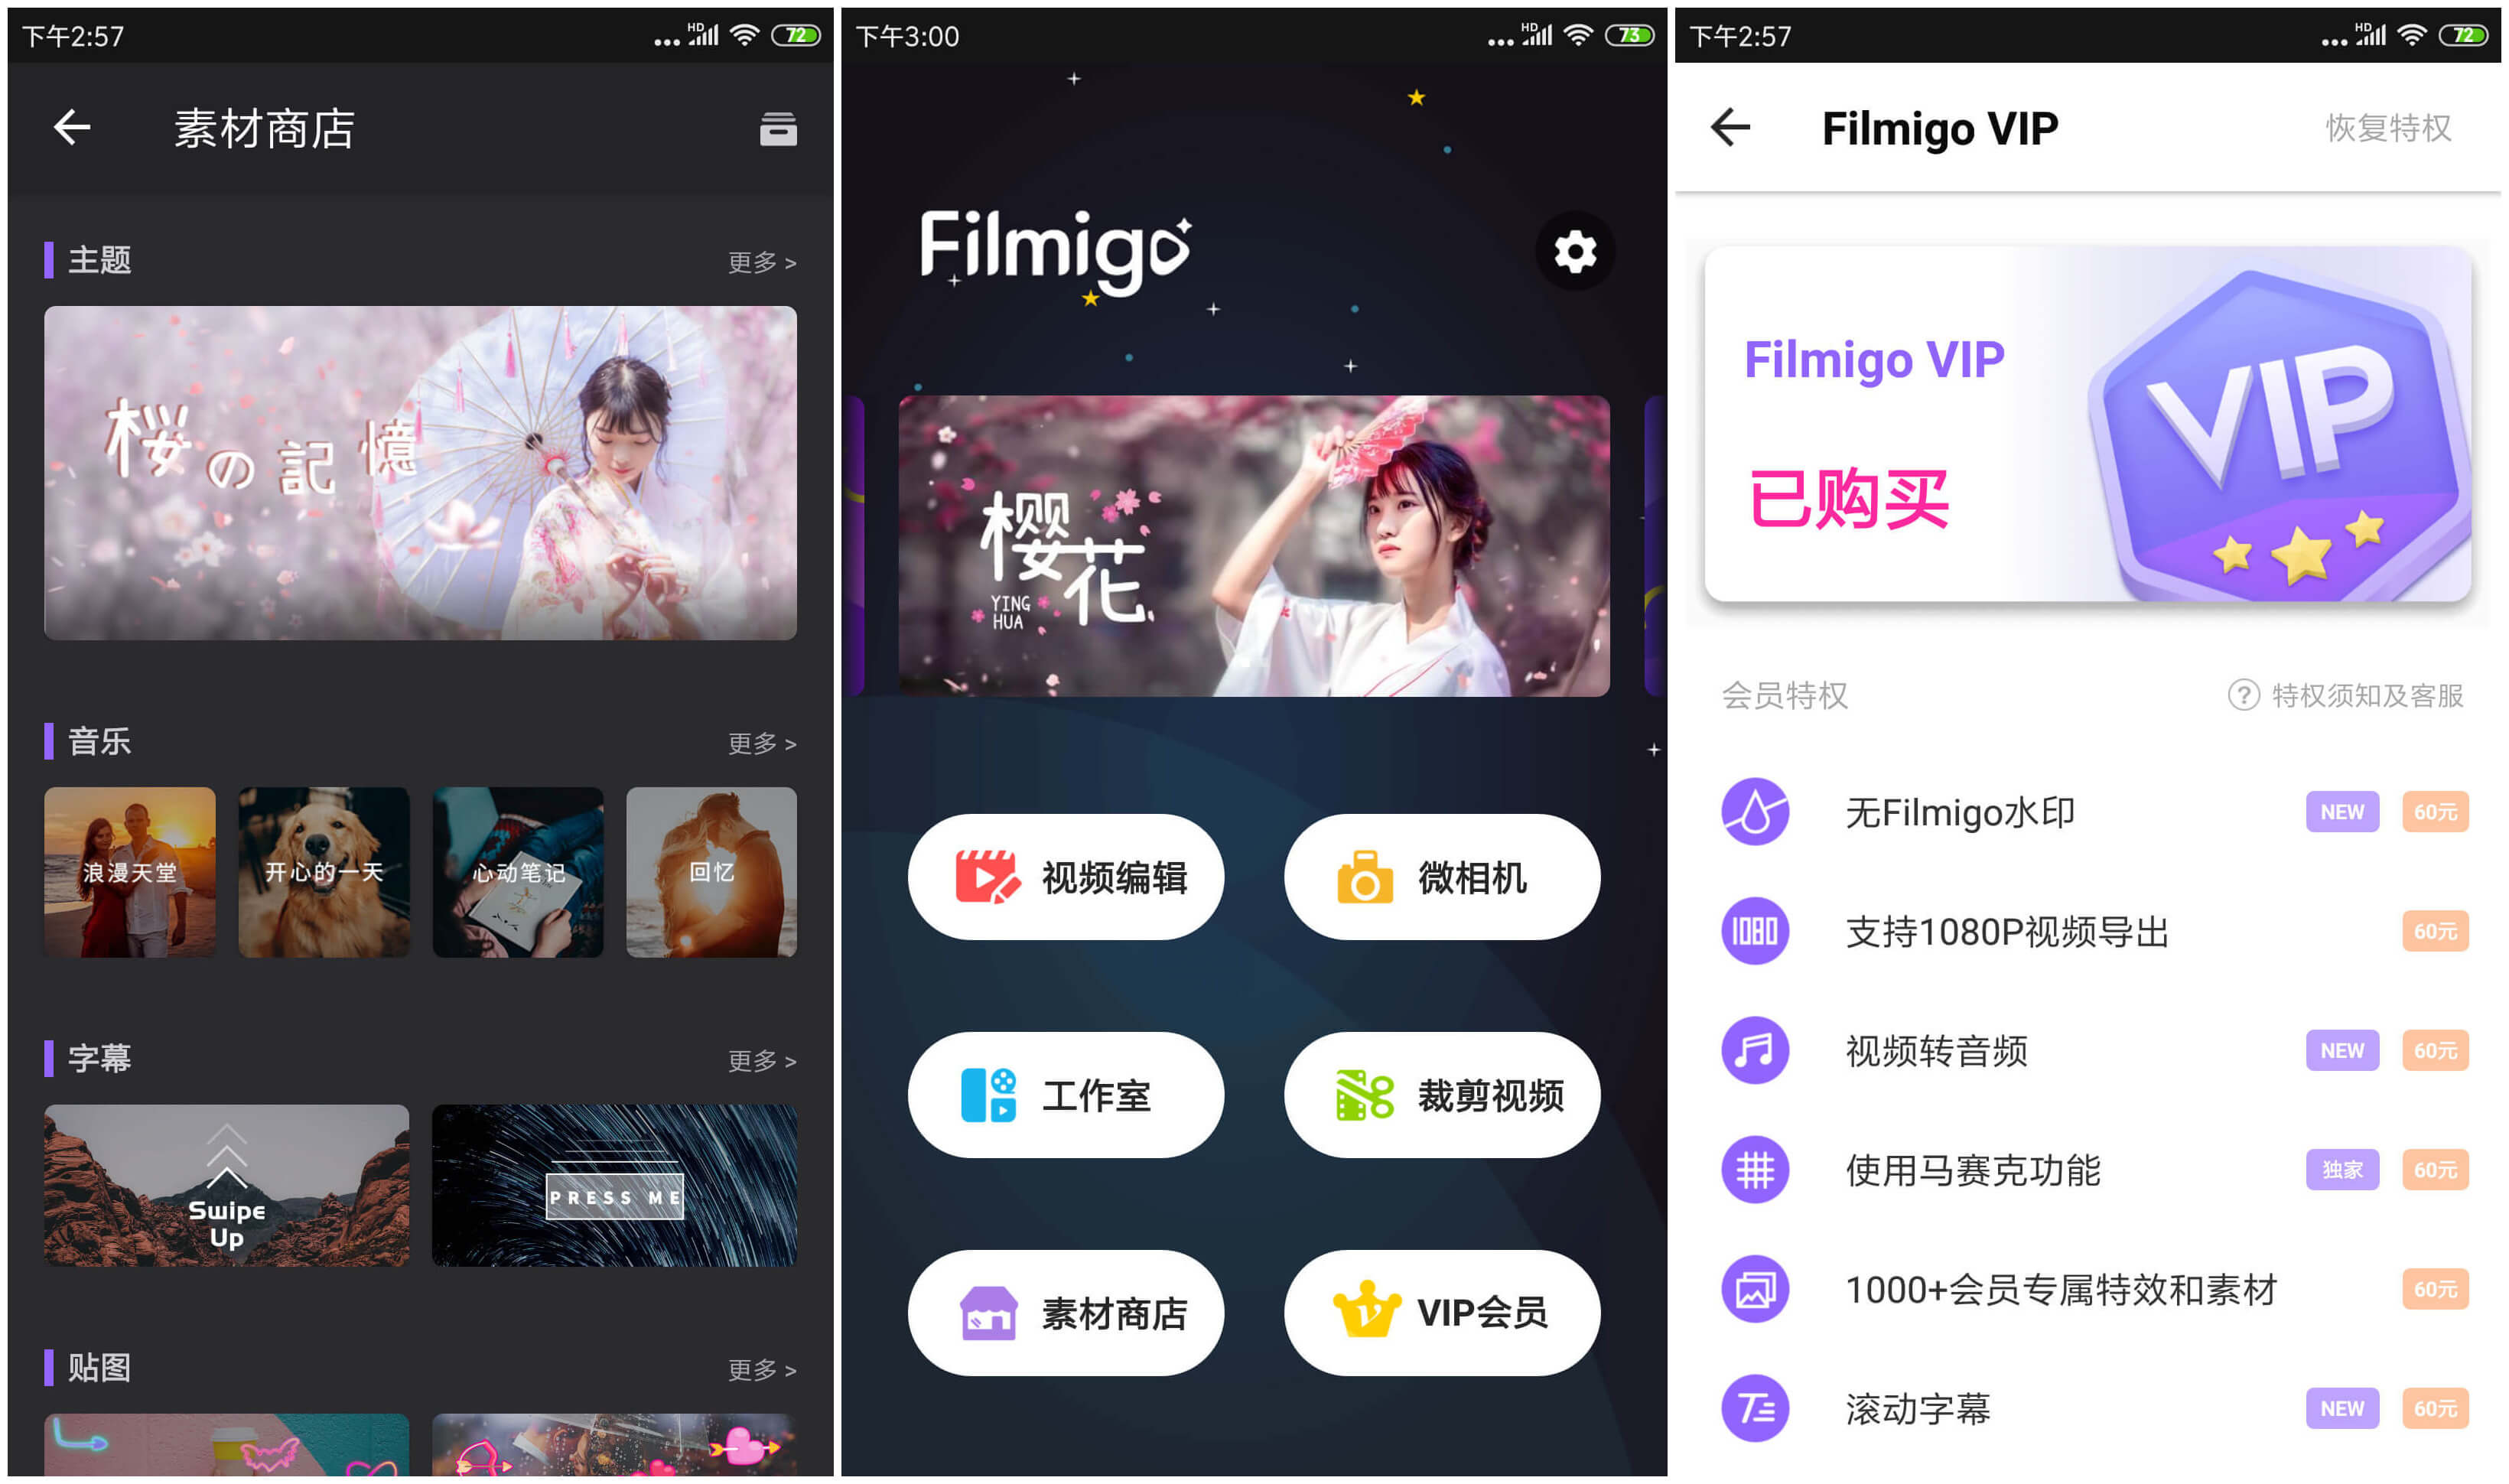 下午2:57
HD
72
素材商店
主题
更多 >
桜の記憶
音乐
更多 >
浪漫天堂
开心的一天
心动笔记
回忆
字幕
更多 >
Swipe
Up
PRESS ME
贴图
更多 >
下午3:00
HD
73
Filmigo
樱花
YING
HUA
视频编辑
微相机
工作室
裁剪视频
素材商店
VIP会员
下午2:57
HD
72
Filmigo VIP
恢复特权
Filmigo VIP
已购买
VIP
会员特权
? 特权须知及客服
无Filmigo水印
NEW
60元
1080
支持1080P视频导出
60元
视频转音频
NEW
60元
使用马赛克功能
独家
60元
1000+会员专属特效和素材
60元
滚动字幕
NEW
60元